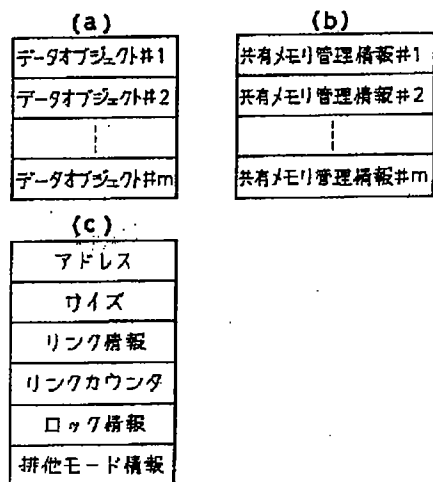 (a)
データオブジェクト#1
データオブジェクト#2
データオブジェクト#m
(b)
共有メモリ管理情報#1
共有メモリ管理情報#2
共有メモリ管理情報#m
(c)
アドレス
サイズ
リンク情報
リンクカウンタ
ロック情報
排他モード情報